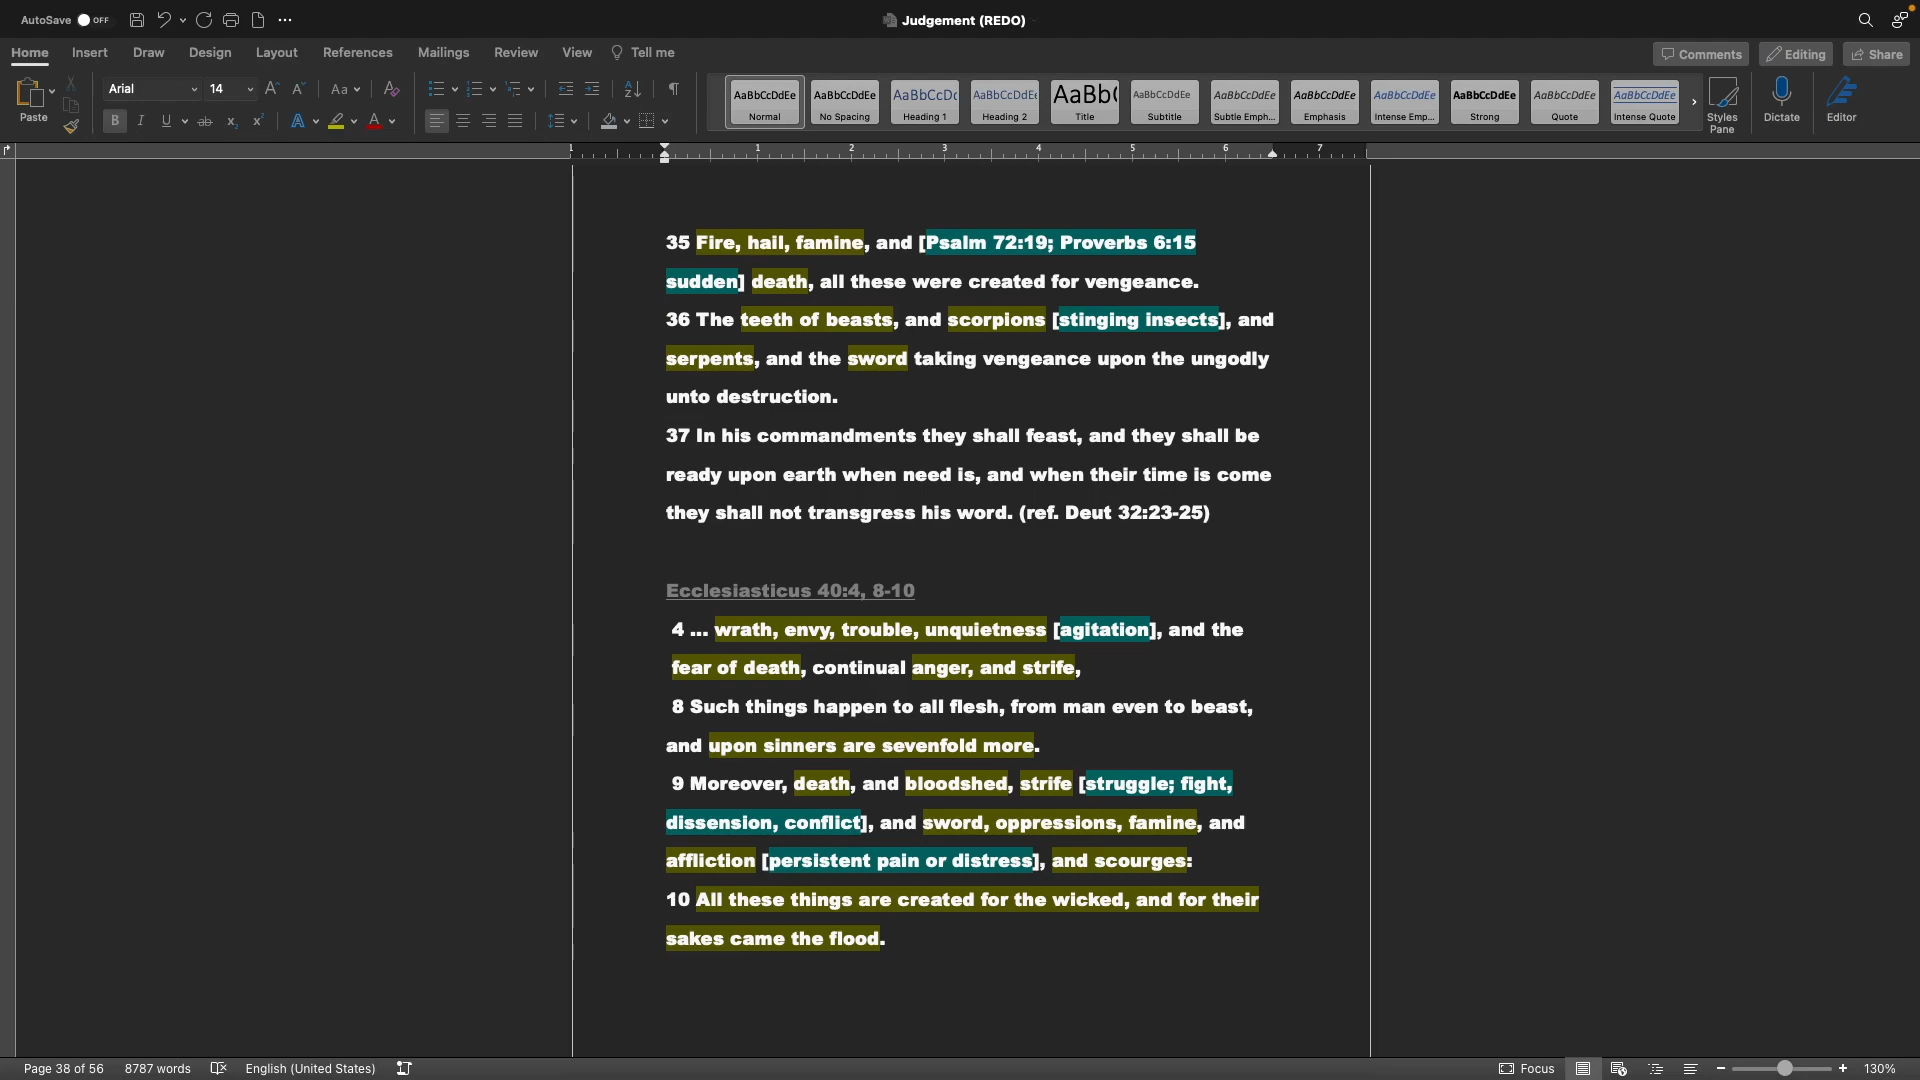 AutoSave OFF
Judgement (REDO)
Home Insert Draw Design Layout References Mailings Review View Tell me
Comments Editing Share
Paste
Arial 14
AaBbCcDdEe AaBbCcDdEe AaBbCcDc AaBbCcDdEe AaBb( AaBbCcDdEe AaBbCcDdEe AaBbCcDdEe AaBbCcDdEe AaBbCcDdEe AaBbCcDdEe AaBbCcDdEe
Normal No Spacing Heading 1 Heading 2 Title Subtitle Subtle Emph... Emphasis Intense Emp... Strong Quote Intense Quote
Styles Pane Dictate Editor
1 1 2 3 4 5 6 7
35 Fire, hail, famine, and [Psalm 72:19; Proverbs 6:15
sudden] death, all these were created for vengeance.
36 The teeth of beasts, and scorpions [stinging insects], and
serpents, and the sword taking vengeance upon the ungodly
unto destruction.
37 In his commandments they shall feast, and they shall be
ready upon earth when need is, and when their time is come
they shall not transgress his word. (ref. Deut 32:23-25)
Ecclesiasticus 40:4, 8-10
4 ... wrath, envy, trouble, unquietness [agitation], and the
fear of death, continual anger, and strife,
8 Such things happen to all flesh, from man even to beast,
and upon sinners are sevenfold more.
9 Moreover, death, and bloodshed, strife [struggle; fight,
dissension, conflict], and sword, oppressions, famine, and
affliction [persistent pain or distress], and scourges:
10 All these things are created for the wicked, and for their
sakes came the flood.
Page 38 of 56 8787 words English (United States) Focus 130%